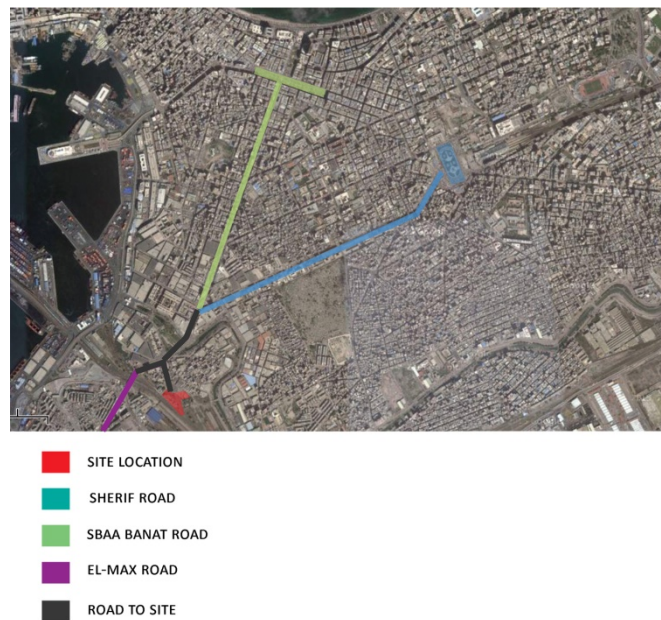 SITE LOCATION
SHERIF ROAD
SBAA BANAT ROAD
EL-MAX ROAD
ROAD TO SITE